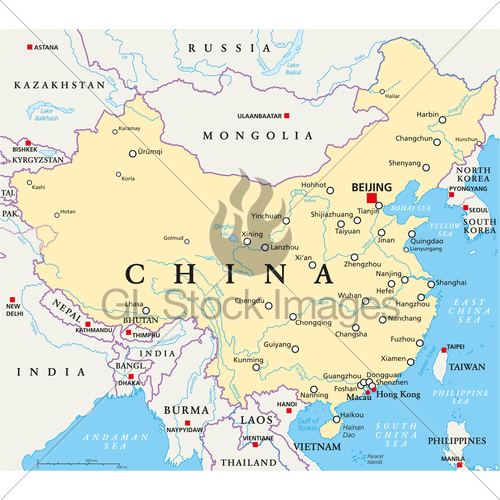 RUSSIA
ASTANA
Lake
Baikal
KAZAKHSTAN
Lake
Balkhash
ULAANBAATAR
MONGOLIA
Hailar
Harbin
Karamay
BISHKEK
KYRGYZSTAN
Ürümqi
Changchun
Hunchun
Shenyang
Korla
Kashi
NORTH
KOREA
PYONGYANG
Hohhot
BEIJING
TAJ.
PAK.
Hotan
Yinchuan
Shijiazhuang
Tianjin
BOHAI SEA
SEOUL
SOUTH
KOREA
Taiyuan
YELLOW
SEA
Golmud
Xining
Lanzhou
Jinan
Qingdao
Lianyungang
Xi'an
Zhengzhou
CHINA
Nanjing
Hefei
Shanghai
GL Stock Images
NEW
DELHI
NEPAL
KATHMANDU
Lhasa
BHUTAN
THIMPHU
Chengdu
Wuhan
Hangzhou
EAST
CHINA
SEA
Chongqing
Nanchang
Changsha
INDIA
Guiyang
Fuzhou
INDIA
BANGL.
DHAKA
Kunming
Xiamen
TAIPEI
TAIWAN
Guangzhou
Dongguan
Foshan
Shenzhen
Nanning
Macau
Hong Kong
PHILIPPINE
SEA
BURMA
NAYPYIDAW
HANOI
LAOS
Gulf of
Tonkin
Haikou
Hainan
Dao
SOUTH
CHINA
SEA
ANDAMAN
SEA
VIENTIANE
VIETNAM
THAILAND
Paracel
Islands
PHILIPPINES
MANILA